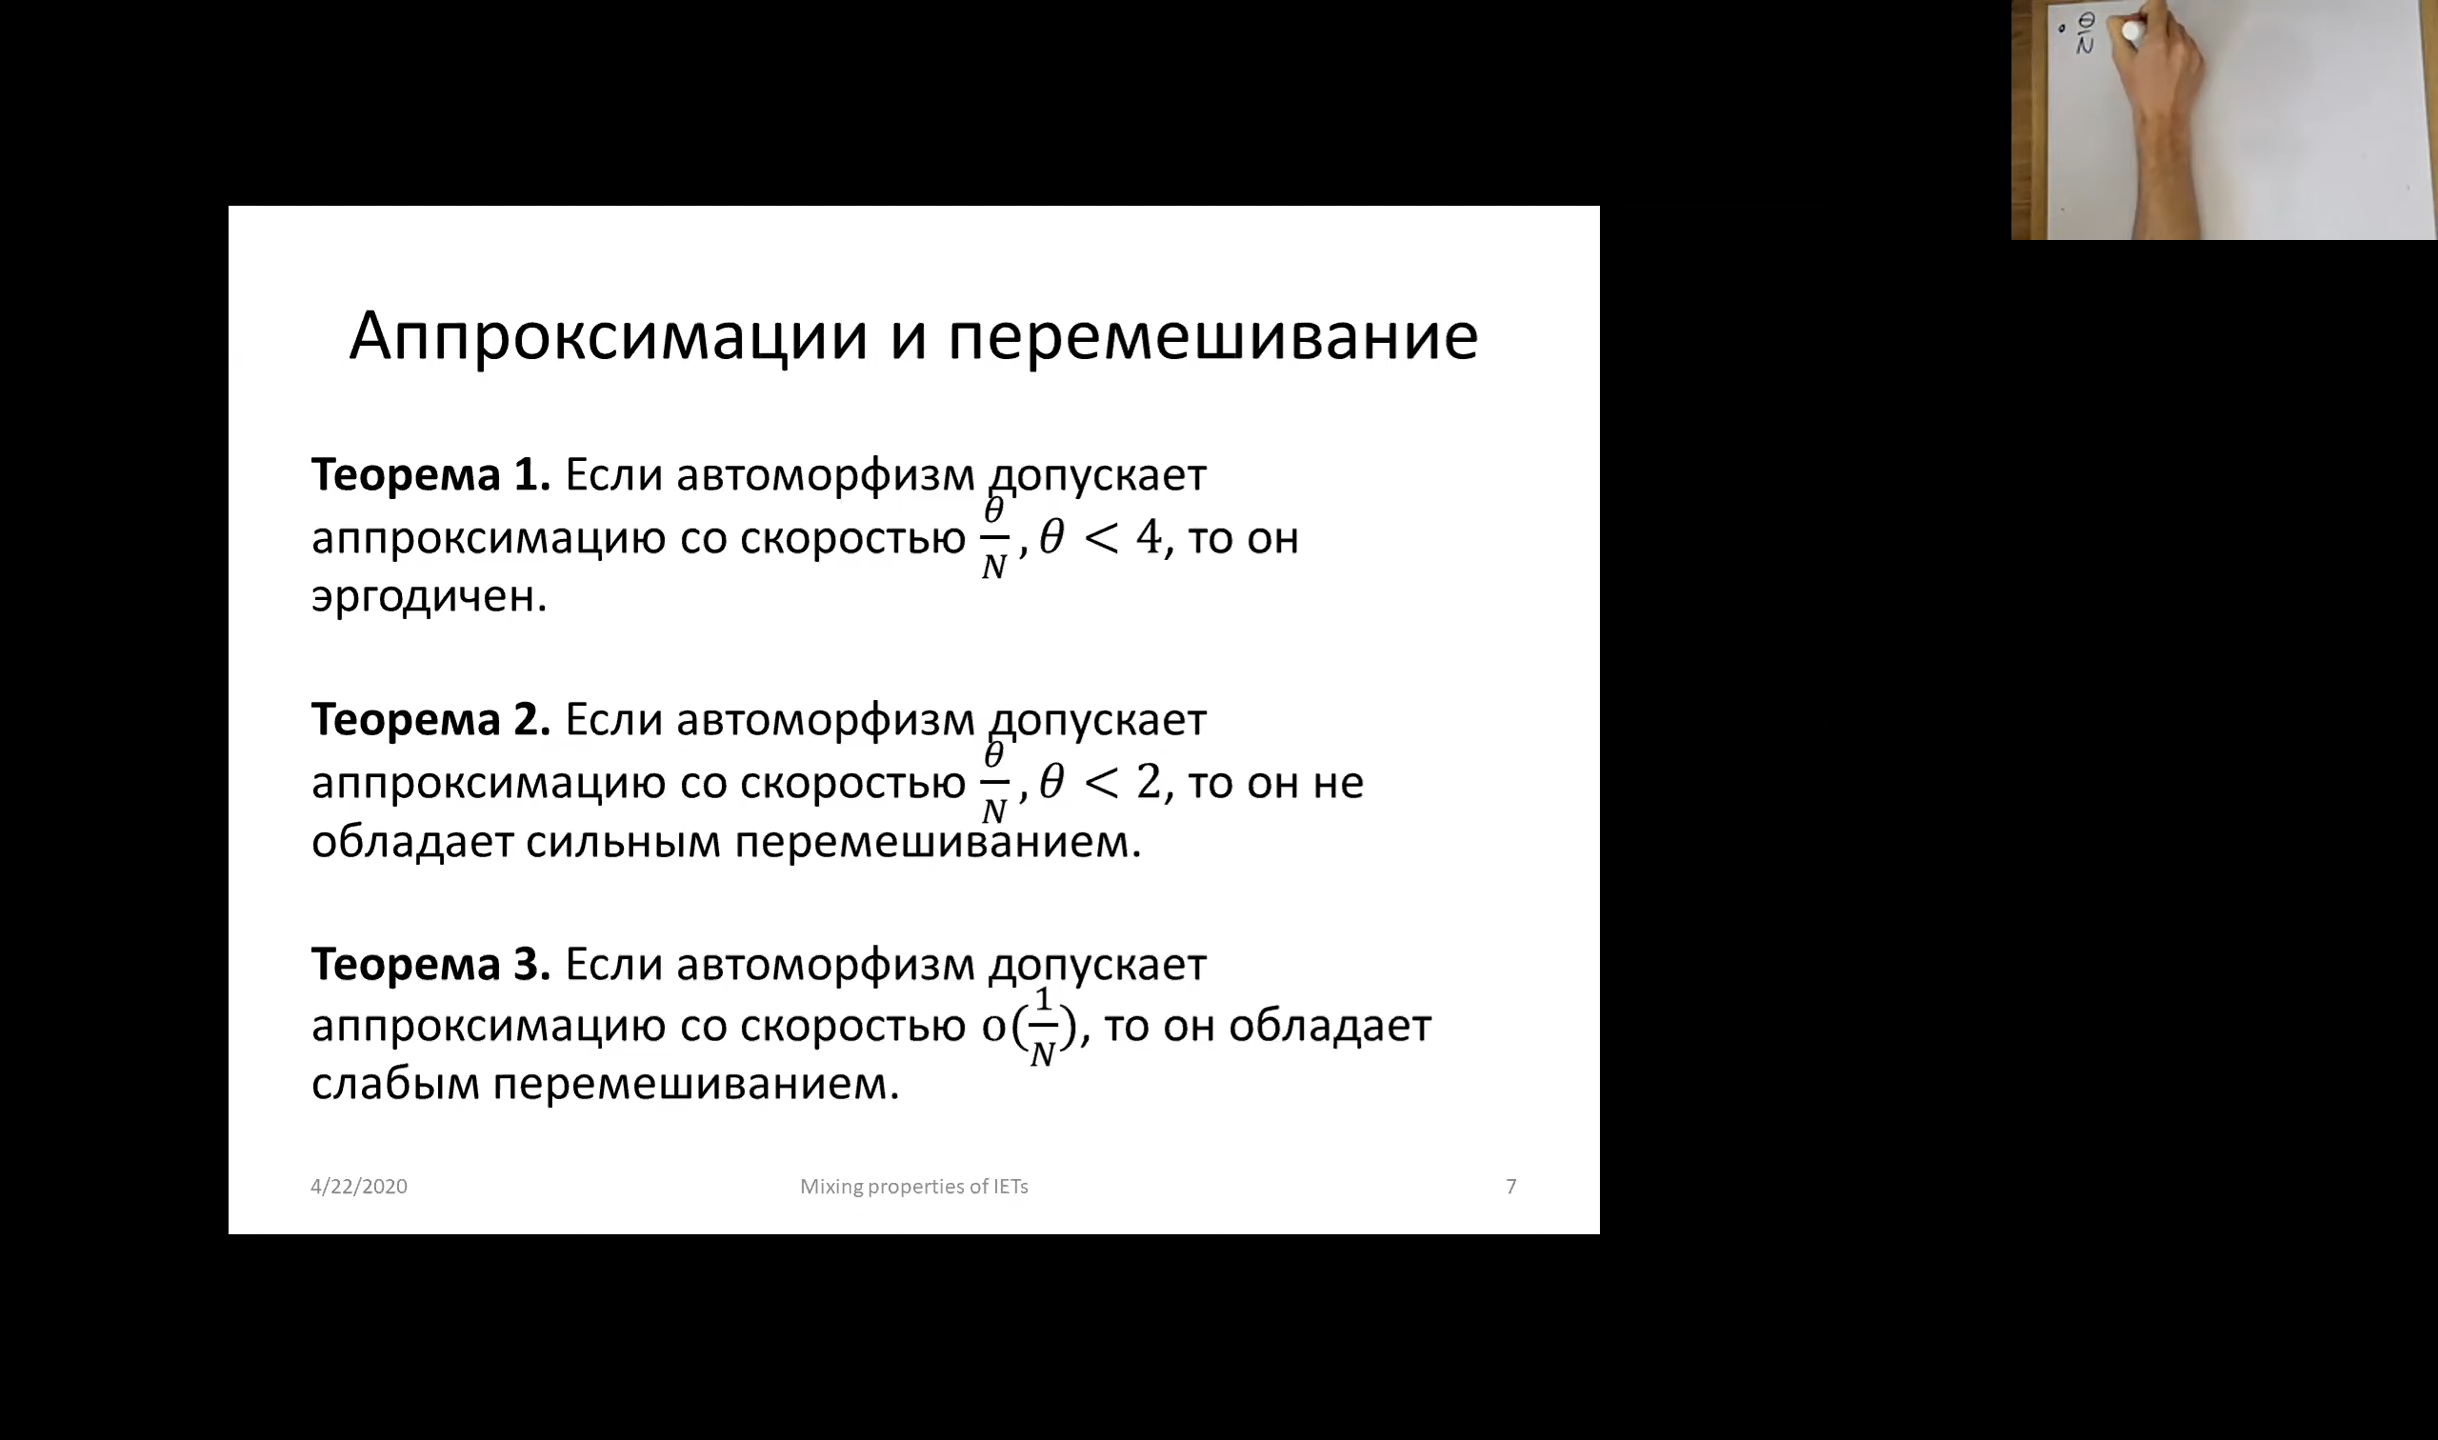 Аппроксимации и перемешивание
Теорема 1. Если автоморфизм допускает
аппроксимацию со скоростью θ/N, θ < 4, то он
эргодичен.
Теорема 2. Если автоморфизм допускает
аппроксимацию со скоростью θ/N, θ < 2, то он не
обладает сильным перемешиванием.
Теорема 3. Если автоморфизм допускает
аппроксимацию со скоростью o(1/N), то он обладает
слабым перемешиванием.
4/22/2020 Mixing properties of IETs 7
θ/N